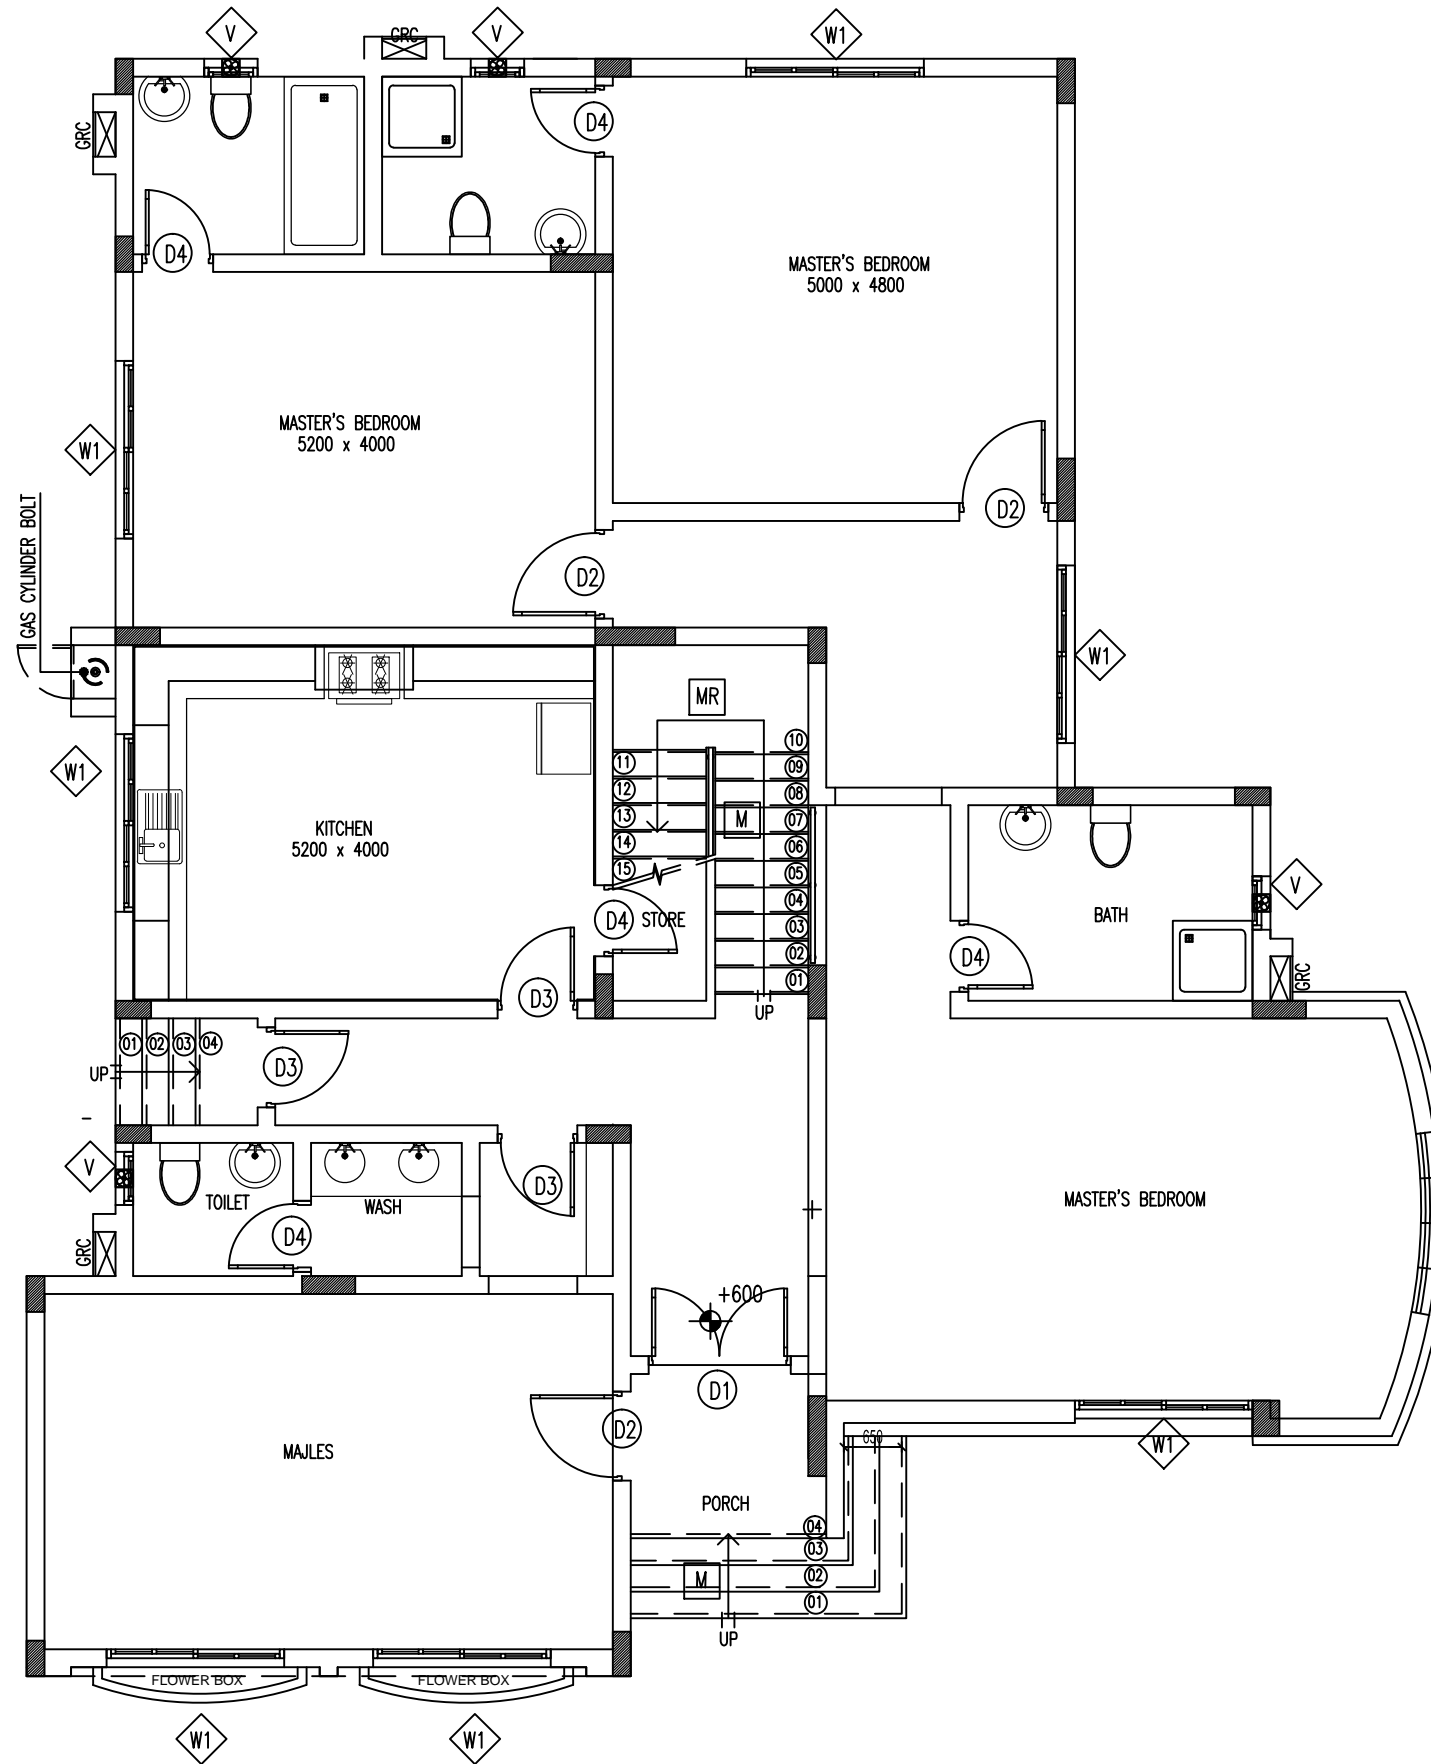 V
GRC
V
W1
GRC
D4
D4
MASTER'S BEDROOM
5000 x 4800
MASTER'S BEDROOM
5200 x 4000
W1
D2
GAS CYLINDER BOLT
D2
W1
MR
W1
10
11
09
12
08
13
M
07
KITCHEN
5200 x 4000
14
06
15
05
04
V
D4
STORE
03
BATH
02
D4
01
GRC
D3
UP
01
02
03
04
D3
UP
V
D3
TOILET
WASH
MASTER'S BEDROOM
D4
GRC
+600
D1
D2
650
W1
MAJLES
PORCH
04
03
02
M
01
UP
FLOWER BOX
FLOWER BOX
W1
W1